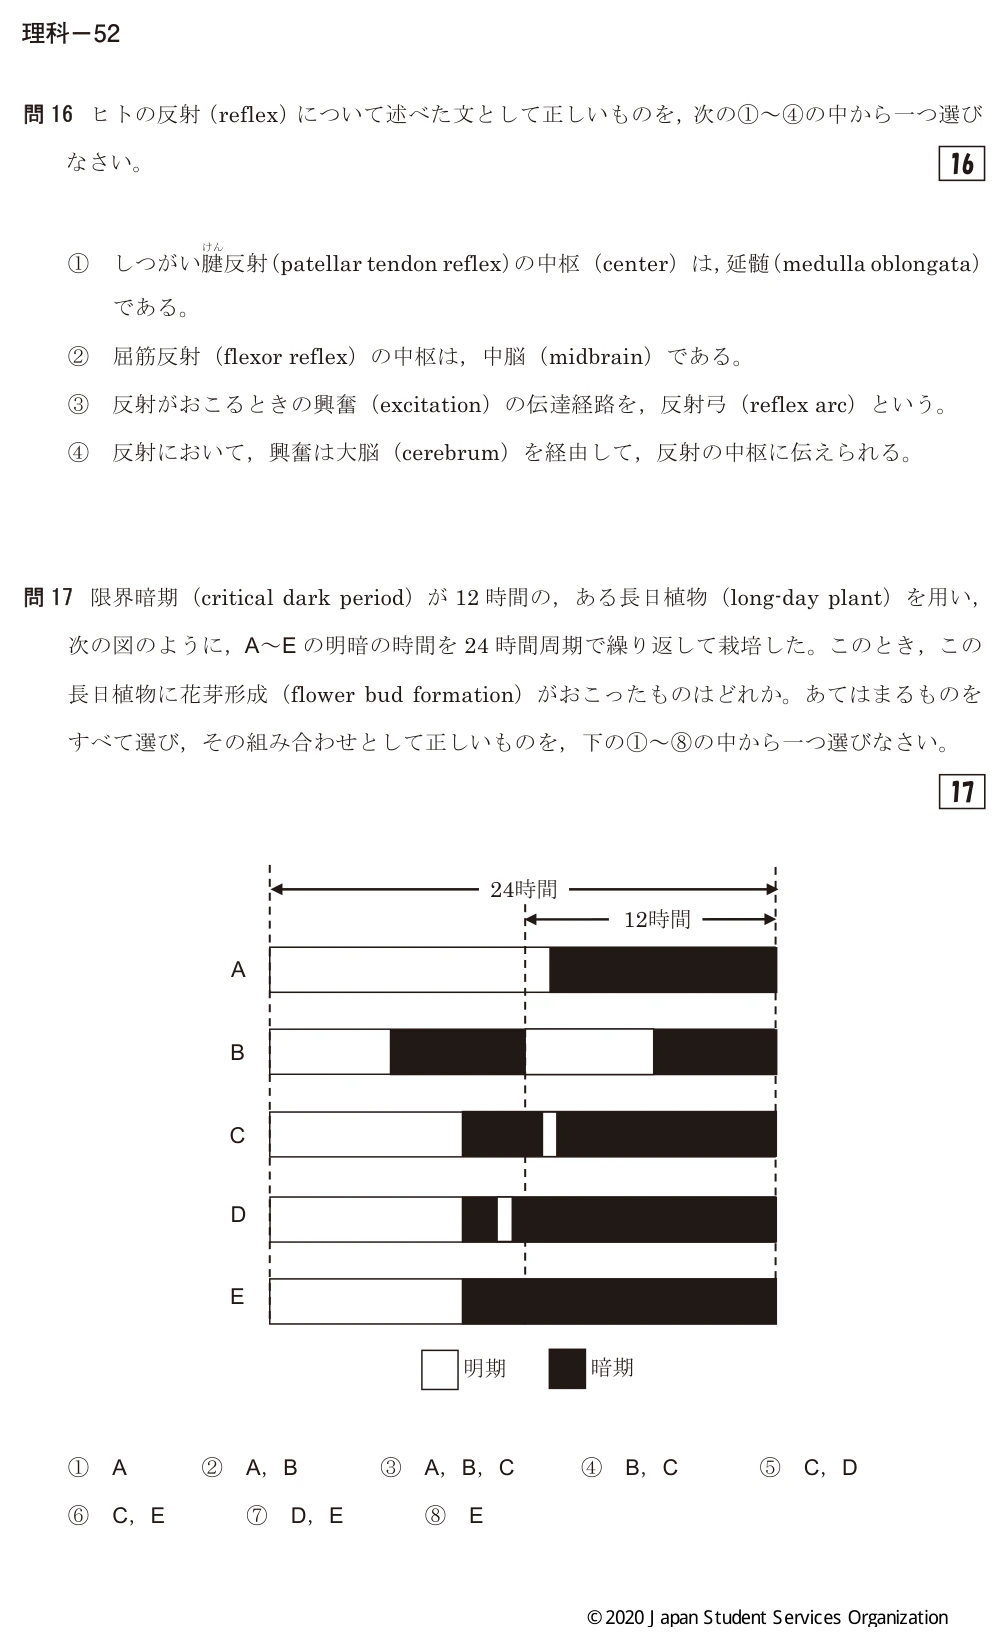 理科－52
問16 ヒトの反射（reflex）について述べた文として正しいものを，次の①～④の中から一つ選び
なさい。
16
けん
① しつがい腱反射（patellar tendon reflex）の中枢（center）は，延髄（medulla oblongata）
である。
② 屈筋反射（flexor reflex）の中枢は，中脳（midbrain）である。
③ 反射がおこるときの興奮（excitation）の伝達経路を，反射弓（reflex arc）という。
④ 反射において，興奮は大脳（cerebrum）を経由して，反射の中枢に伝えられる。
問17 限界暗期（critical dark period）が 12 時間の，ある長日植物（long-day plant）を用い，
次の図のように，A～E の明暗の時間を 24 時間周期で繰り返して栽培した。このとき，この
長日植物に花芽形成（flower bud formation）がおこったものはどれか。あてはまるものを
すべて選び，その組み合わせとして正しいものを，下の①～⑧の中から一つ選びなさい。
17
24時間
12時間
A
B
C
D
E
明期 暗期
① A ② A，B ③ A，B，C ④ B，C ⑤ C，D
⑥ C，E ⑦ D，E ⑧ E
© 2020 Japan Student Services Organization